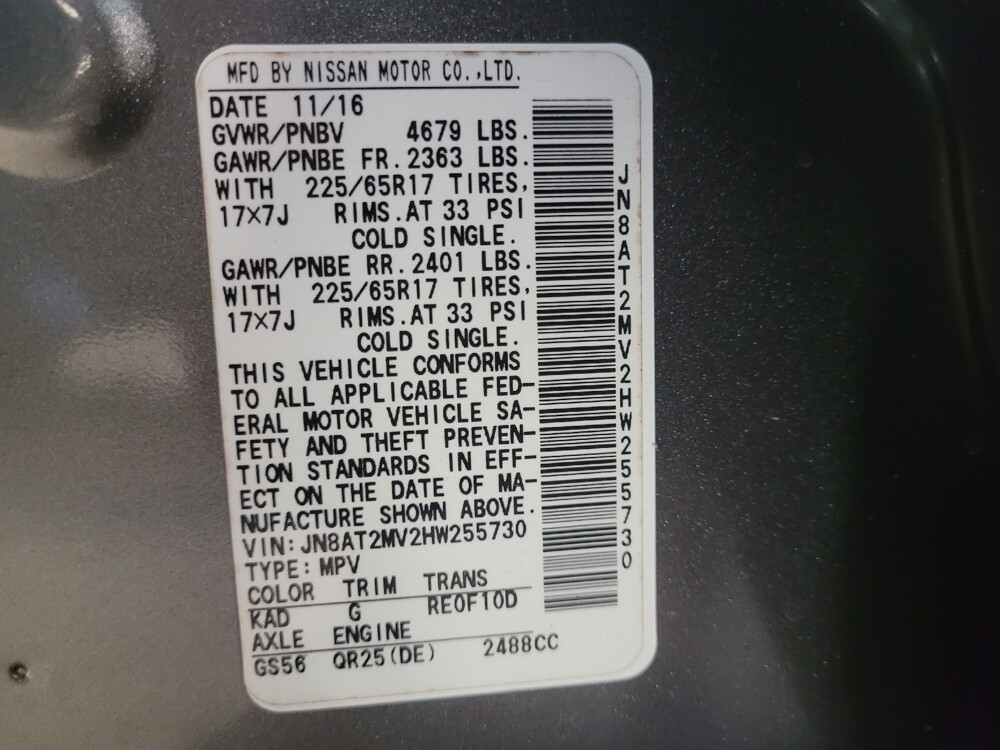 MFD BY NISSAN MOTOR CO.,LTD.
DATE 11/16
GVWR/PNBV 4679 LBS.
GAWR/PNBE FR. 2363 LBS.
WITH 225/65R17 TIRES,
17×7J RIMS.AT 33 PSI
COLD SINGLE.
GAWR/PNBE RR. 2401 LBS.
WITH 225/65R17 TIRES,
17×7J RIMS.AT 33 PSI
COLD SINGLE.
THIS VEHICLE CONFORMS
TO ALL APPLICABLE FED-
ERAL MOTOR VEHICLE SA-
FETY AND THEFT PREVEN-
TION STANDARDS IN EFF-
ECT ON THE DATE OF MA-
NUFACTURE SHOWN ABOVE.
VIN: JN8AT2MV2HW255730
TYPE: MPV
COLOR TRIM TRANS
KAD G RE0F10D
AXLE ENGINE
GS56 QR25(DE) 2488CC
JN8AT2MV2HW255730